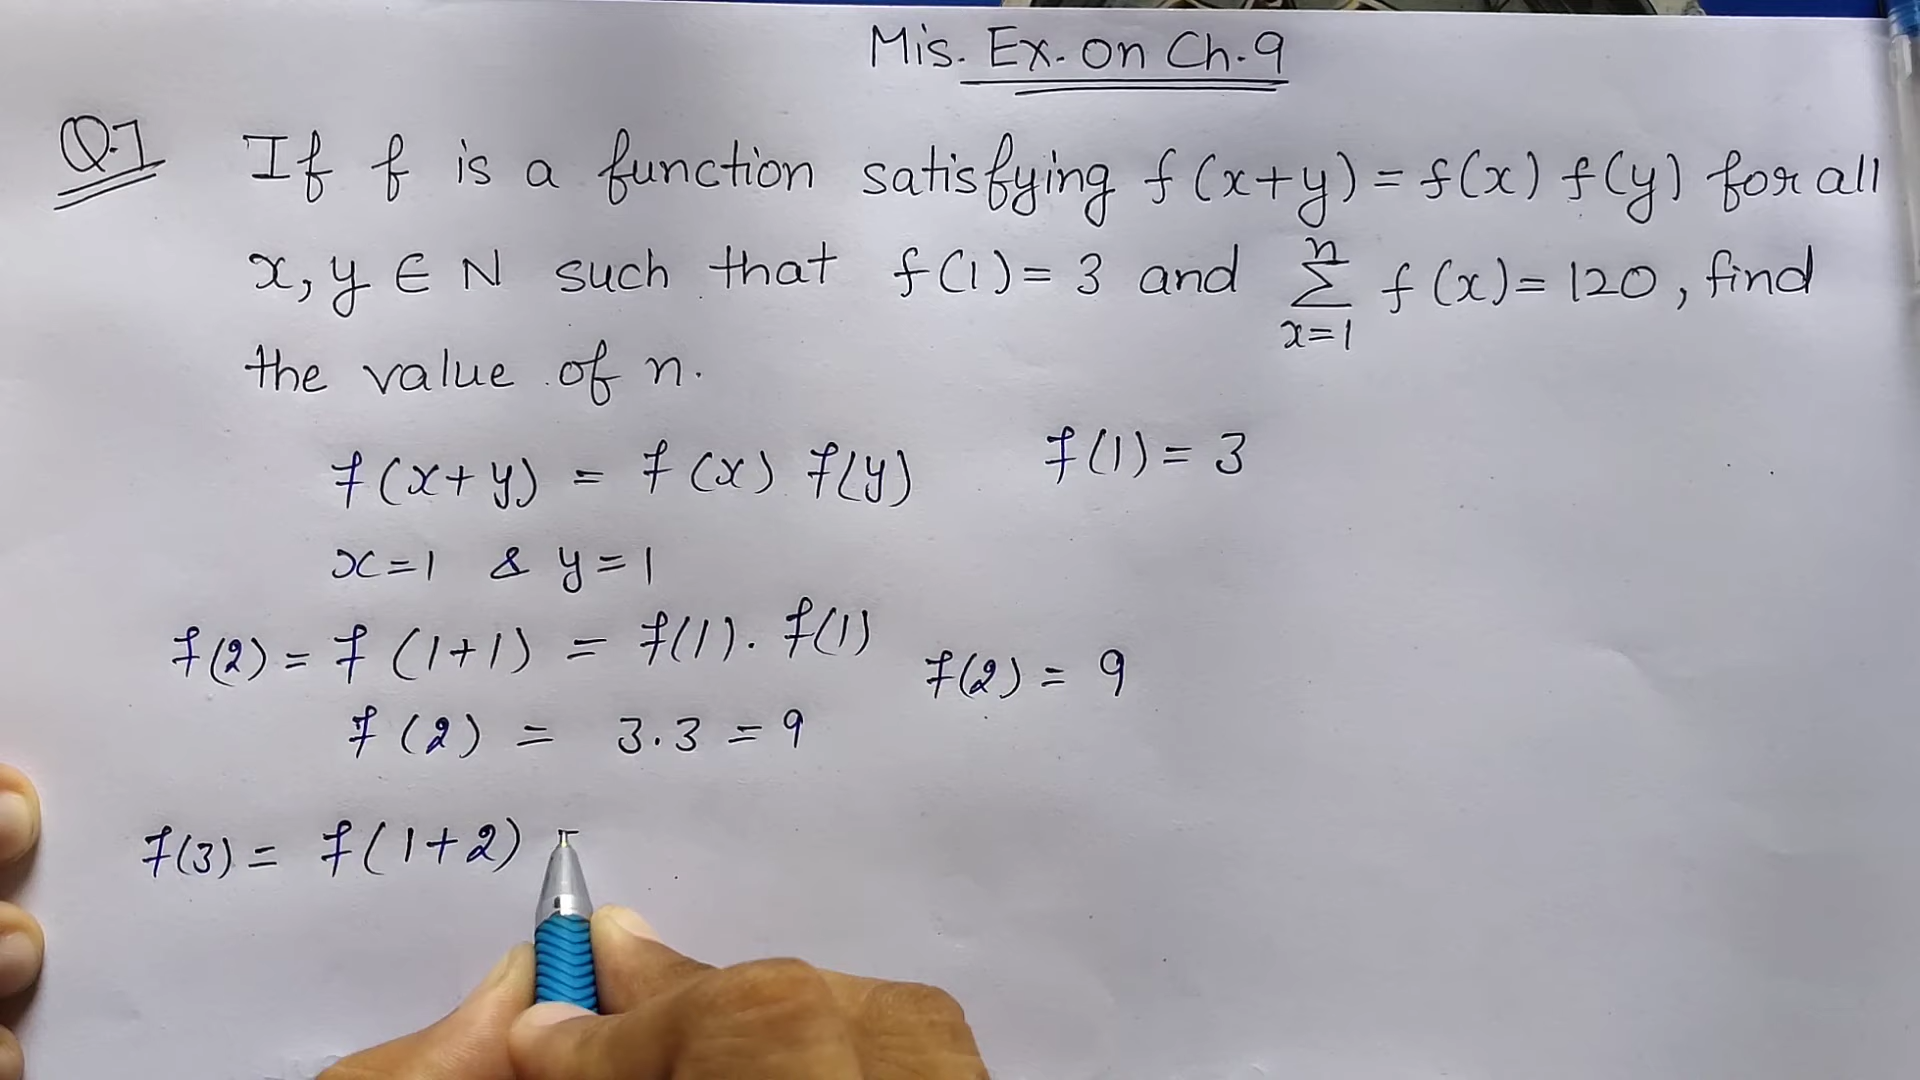 Mis. Ex. on Ch.9
Q.1 If f is a function satisfying f(x+y) = f(x) f(y) for all
x, y ∈ N such that f(1) = 3 and ∑ₓ₌₁ⁿ f(x) = 120, find
the value of n.
f(x+y) = f(x) f(y) f(1) = 3
x=1 & y=1
f(2) = f(1+1) = f(1). f(1) f(2) = 9
f(2) = 3.3 = 9
f(3) = f(1+2)